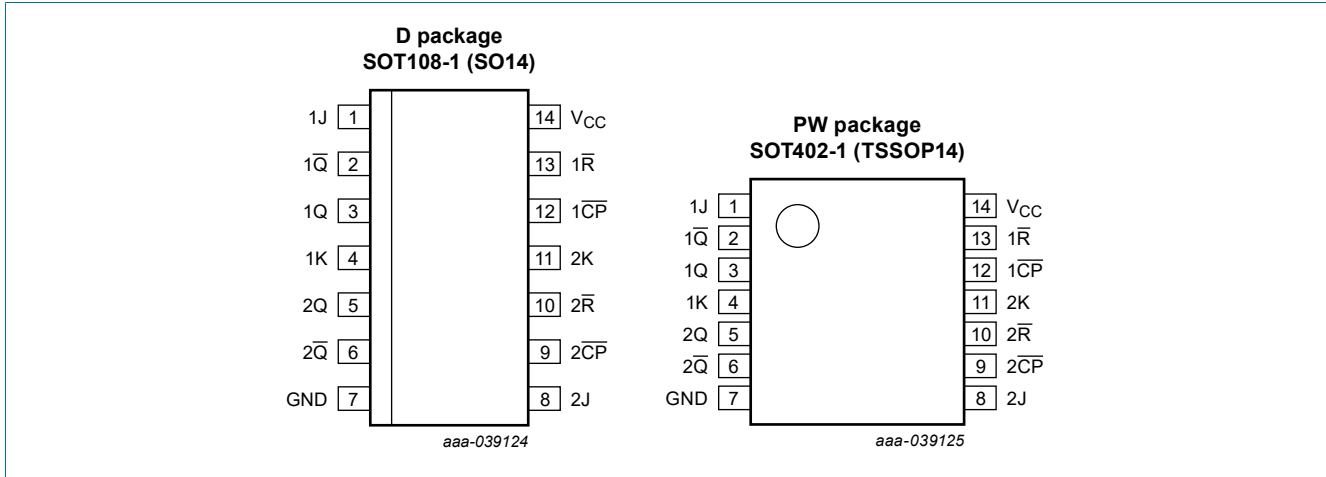 D package
SOT108-1 (SO14)
1J 1 14 VCC
1Q̅ 2 13 1R̅
1Q 3 12 1C̅P̅
1K 4 11 2K
2Q 5 10 2R̅
2Q̅ 6 9 2C̅P̅
GND 7 8 2J
aaa-039124
PW package
SOT402-1 (TSSOP14)
1J 1 14 VCC
1Q̅ 2 13 1R̅
1Q 3 12 1C̅P̅
1K 4 11 2K
2Q 5 10 2R̅
2Q̅ 6 9 2C̅P̅
GND 7 8 2J
aaa-039125